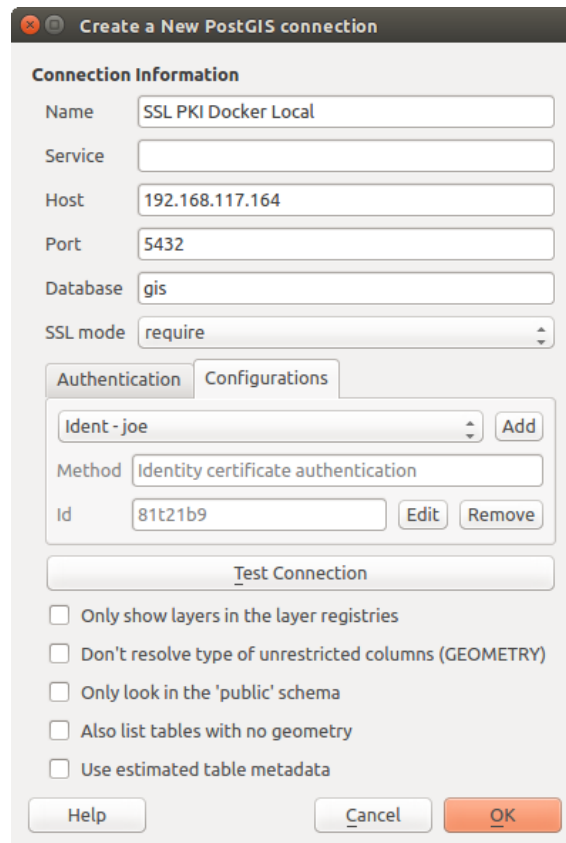 Create a New PostGIS connection
Connection Information
Name SSL PKI Docker Local
Service
Host 192.168.117.164
Port 5432
Database gis
SSL mode require
Authentication Configurations
Ident - joe Add
Method Identity certificate authentication
Id 81t21b9 Edit Remove
Test Connection
Only show layers in the layer registries
Don't resolve type of unrestricted columns (GEOMETRY)
Only look in the 'public' schema
Also list tables with no geometry
Use estimated table metadata
Help Cancel OK